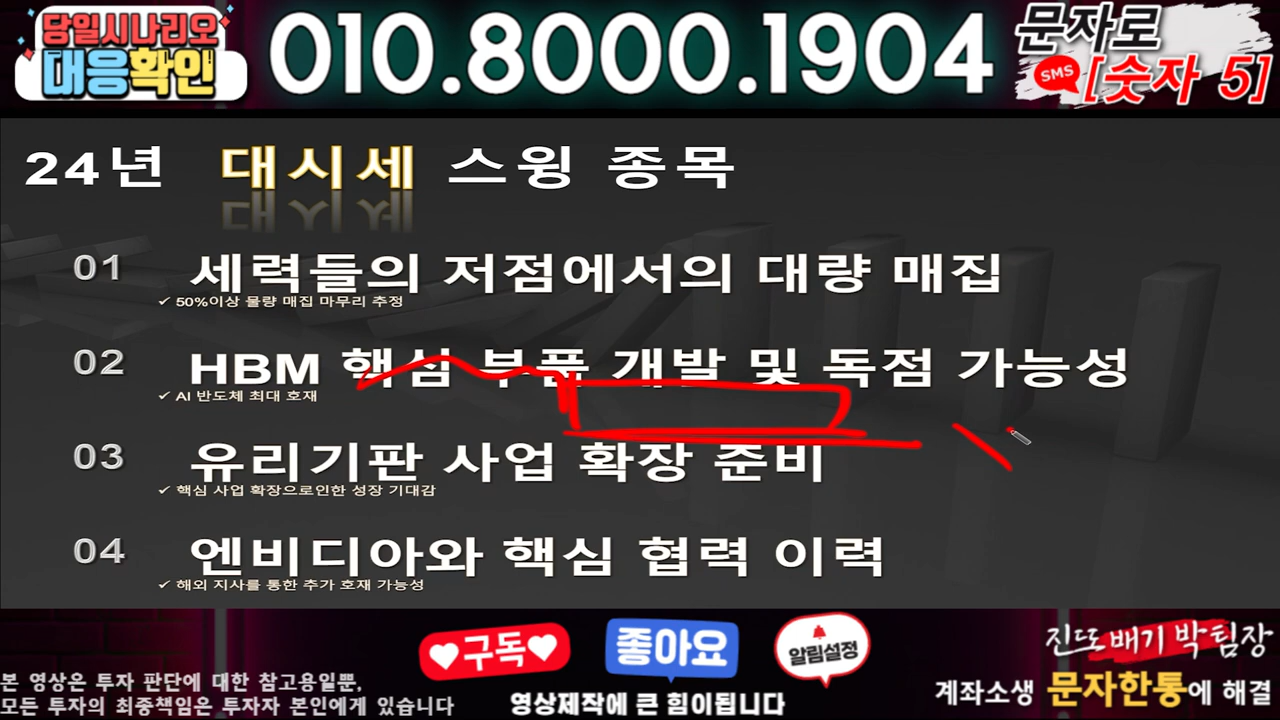 당일시나리오
대응확인
010.8000.1904
문자로
SMS [숫자 5]
24년 대시세 스윙 종목
01 세력들의 저점에서의 대량 매집
✓ 50%이상 물량 매집 마무리 추정
02 HBM 핵심 부품 개발 및 독점 가능성
✓ AI 반도체 최대 호재
03 유리기판 사업 확장 준비
✓ 핵심 사업 확장으로인한 성장 기대감
04 엔비디아와 핵심 협력 이력
✓ 해외 지사를 통한 추가 호재 가능성
구독
좋아요
알림설정
영상제작에 큰 힘이됩니다
본 영상은 투자 판단에 대한 참고용일뿐,
모든 투자의 최종책임은 투자자 본인에게 있습니다
진또배기 박팀장
계좌소생 문자한통에 해결